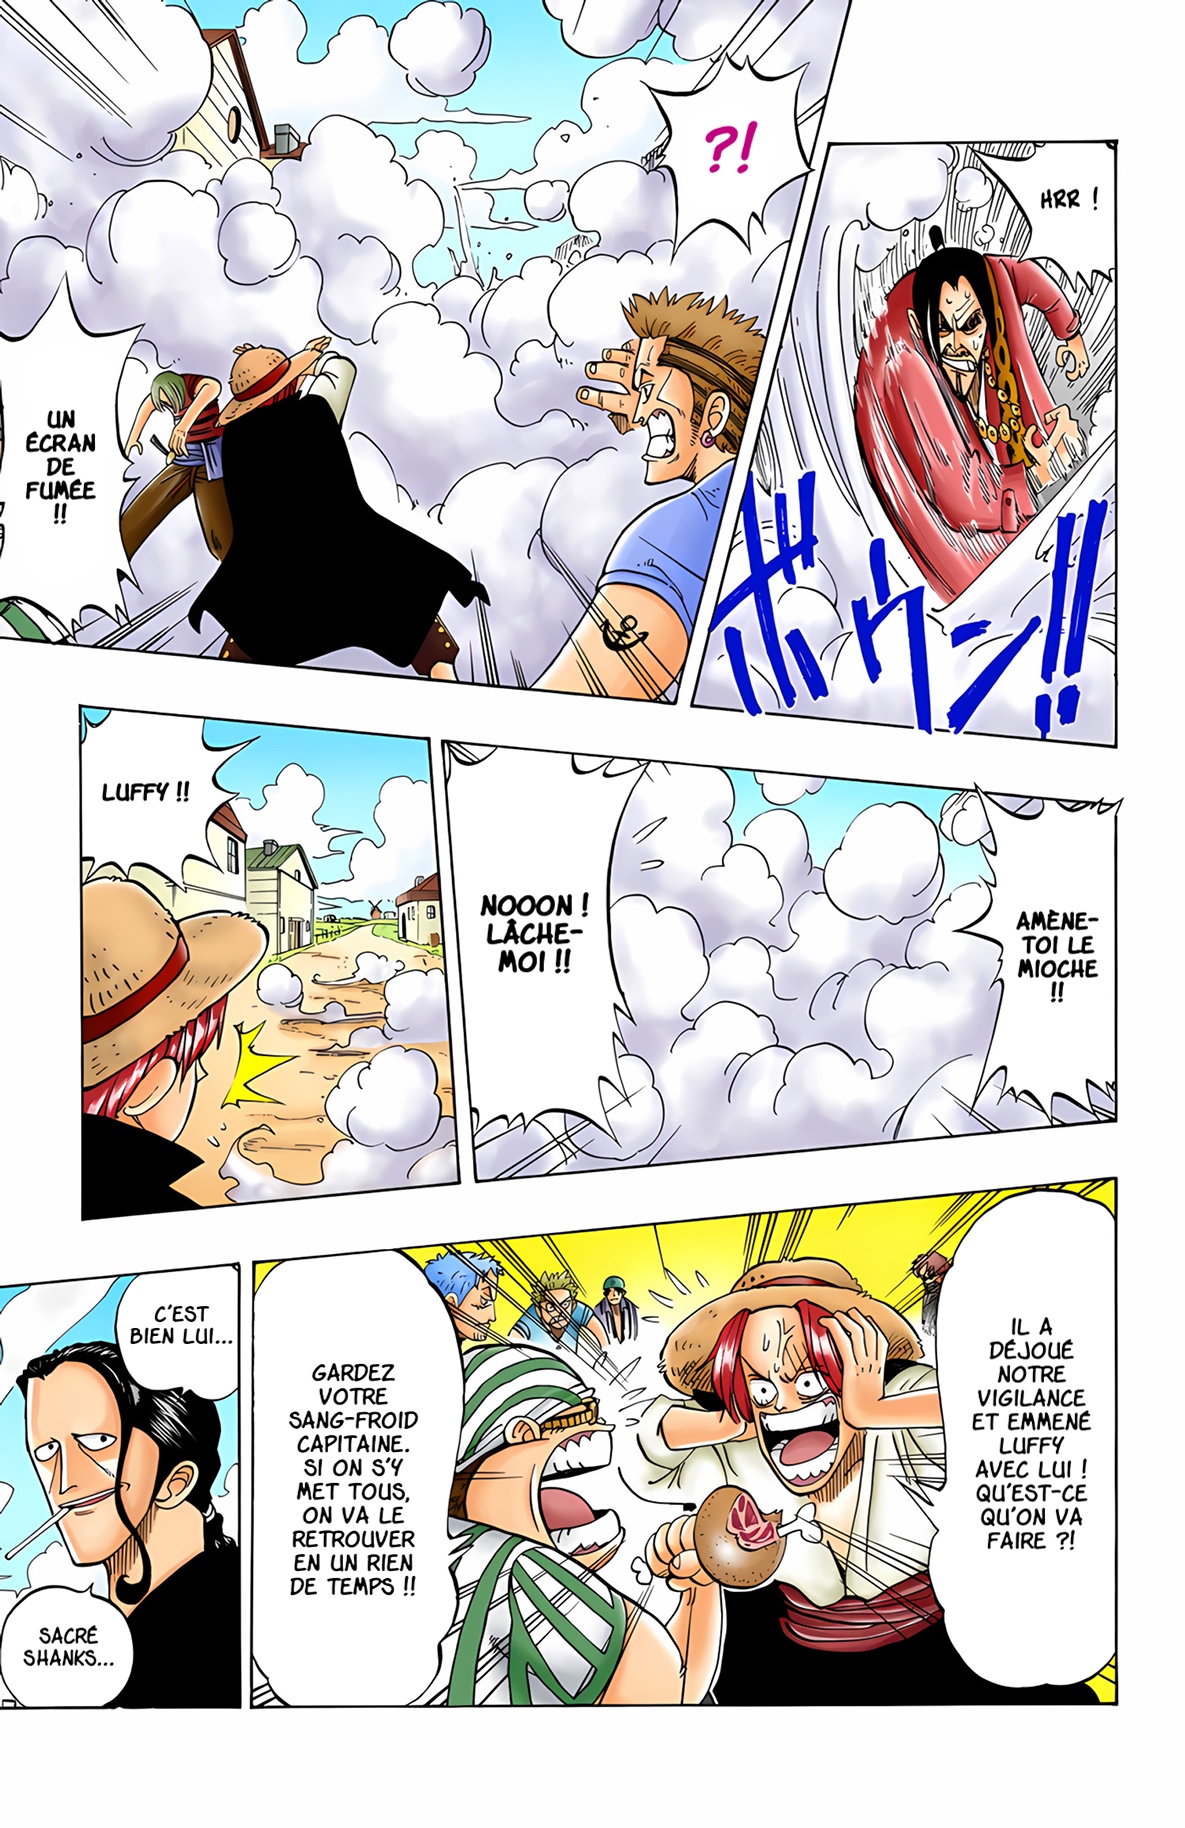 HRR !
ボウン!!
?!
UN
ÉCRAN
DE
FUMÉE
!!
AMÈNE-
TOI LE
MIOCHE
!!
NOOON !
LÂCHE-
MOI !!
LUFFY !!
IL A
DÉJOUÉ
NOTRE
VIGILANCE
ET EMMENÉ
LUFFY
AVEC LUI !
QU'EST-CE
QU'ON VA
FAIRE ?!
GARDEZ
VOTRE
SANG-FROID
CAPITAINE.
SI ON S'Y
MET TOUS,
ON VA LE
RETROUVER
EN UN RIEN
DE TEMPS !!
C'EST
BIEN LUI...
SACRÉ
SHANKS...